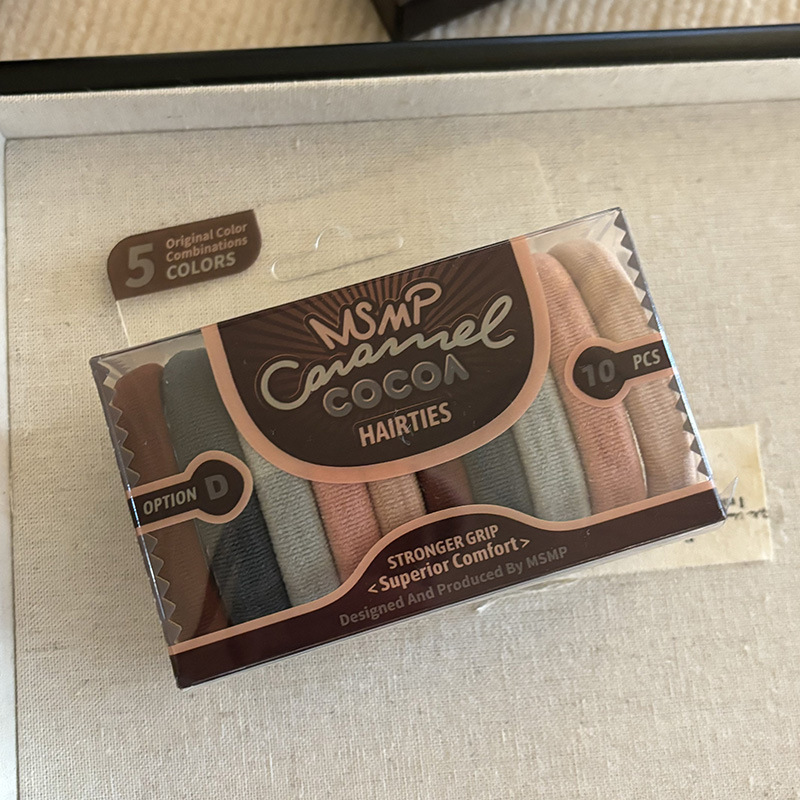 5
Original Color
Combinations
COLORS
MSMP
Caramel
COCOA
HAIRTIES
10 PCS
OPTION D
STRONGER GRIP
<Superior Comfort>
Designed And Produced By MSMP